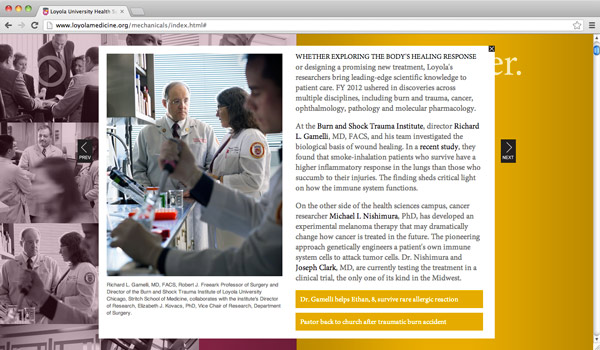 Loyola University Health S
www.loyolamedicine.org/mechanicals/index.html#
er.
WHETHER EXPLORING THE BODY'S HEALING RESPONSE
or designing a promising new treatment, Loyola's
researchers bring leading-edge scientific knowledge to
patient care. FY 2012 ushered in discoveries across
multiple disciplines, including burn and trauma, cancer,
ophthalmology, pathology and molecular pharmacology.
At the Burn and Shock Trauma Institute, director Richard
L. Gamelli, MD, FACS, and his team investigated the
biological basis of wound healing. In a recent study, they
found that smoke-inhalation patients who survive have a
higher inflammatory response in the lungs than those who
succumb to their injuries. The finding sheds critical light
on how the immune system functions.
PREV
NEXT
On the other side of the health sciences campus, cancer
researcher Michael I. Nishimura, PhD, has developed an
experimental melanoma therapy that may dramatically
change how cancer is treated in the future. The pioneering
approach genetically engineers a patient's own immune
system cells to attack tumor cells. Dr. Nishimura and
Joseph Clark, MD, are currently testing the treatment in a
clinical trial, the only one of its kind in the Midwest.
Richard L. Gamelli, MD, FACS, Robert J. Freeark Professor of Surgery and
Director of the Burn and Shock Trauma Institute of Loyola University
Chicago, Stritch School of Medicine, collaborates with the institute's Director
of Research, Elizabeth J. Kovacs, PhD, Vice Chair of Research, Department
of Surgery.
Dr. Gamelli helps Ethan, 8, survive rare allergic reaction
Pastor back to church after traumatic burn accident